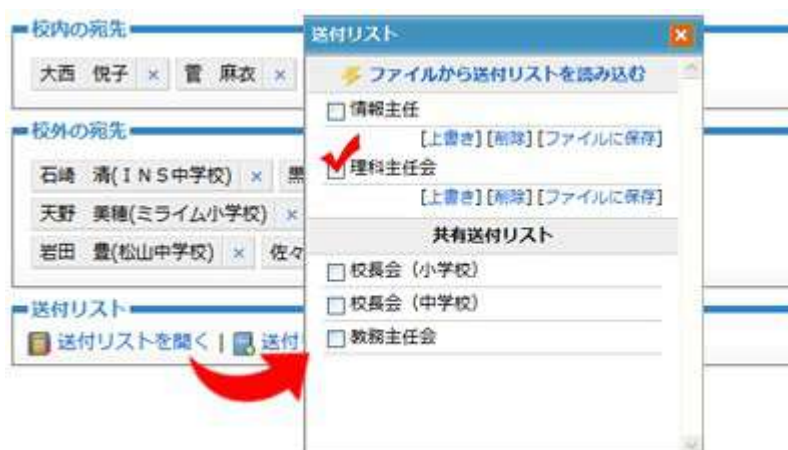 校内の宛先
大西 悦子 × 菅 麻衣 ×
校外の宛先
石崎 清(INS中学校) × 黒
天野 美穂(ミライム小学校) ×
岩田 豊(松山中学校) × 佐々
送付リスト
送付リストを開く | 送付
送付リスト ×
ファイルから送付リストを読み込む
情報主任
[上書き] [削除] [ファイルに保存]
理科主任会
[上書き] [削除] [ファイルに保存]
共有送付リスト
校長会（小学校）
校長会（中学校）
教務主任会